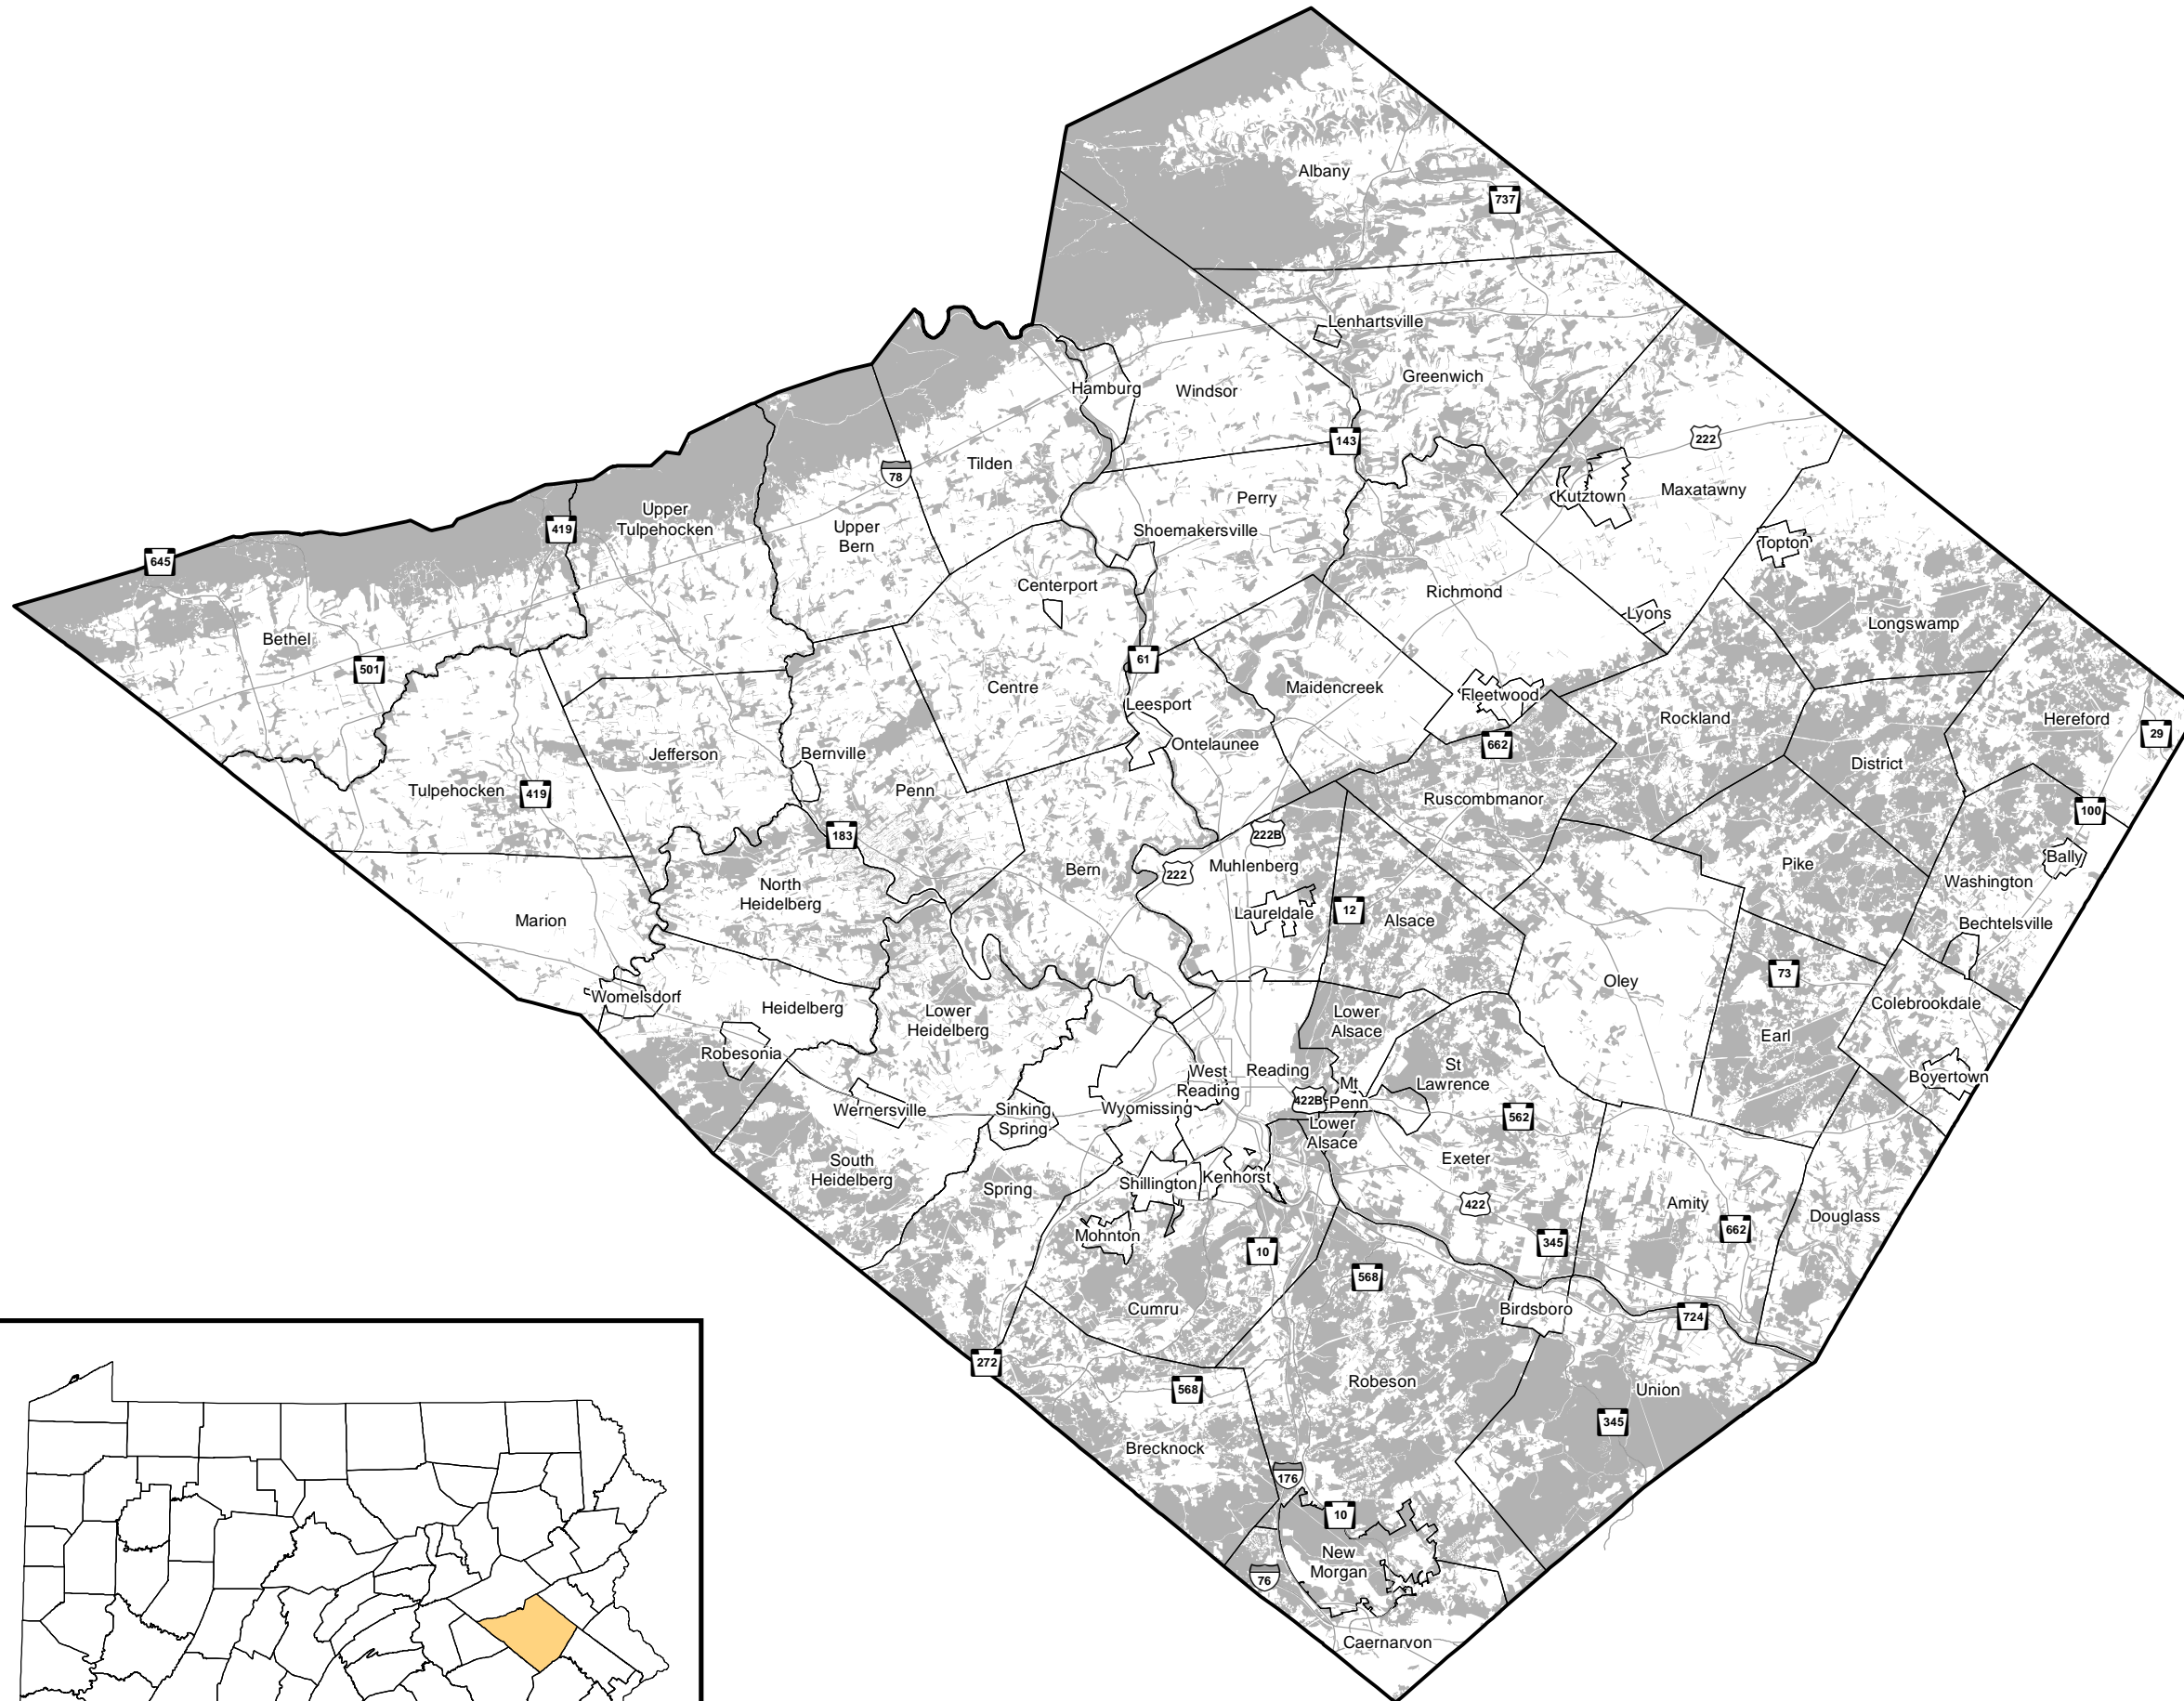 Albany
737
Lenhartsville
Greenwich
Hamburg
Windsor
143
222
Tilden
78
Kutztown
Maxatawny
Perry
Upper
Tulpehocken
419
Upper
Bern
Shoemakersville
Topton
645
Centerport
Richmond
Lyons
Longswamp
Bethel
501
61
Centre
Maidencreek
Fleetwood
Leesport
Rockland
Hereford
29
Ontelaunee
662
Jefferson
Bernville
District
Tulpehocken
419
Penn
Ruscombmanor
100
183
222B
Bern
222
Muhlenberg
Pike
Bally
Washington
North
Heidelberg
Laureldale
12
Alsace
Marion
Bechtelsville
73
Oley
Womelsdorf
Heidelberg
Lower
Heidelberg
Lower
Alsace
Colebrookdale
Earl
Robesonia
West
Reading
Reading
St
Lawrence
Boyertown
Mt
Penn
422B
Wernersville
Sinking
Spring
Wyomissing
562
Lower
Alsace
South
Heidelberg
Spring
Shillington
Kenhorst
Exeter
422
Amity
662
Douglass
Mohnton
10
345
568
Cumru
Birdsboro
724
272
568
Robeson
Union
345
Brecknock
176
10
New
Morgan
76
Caernarvon